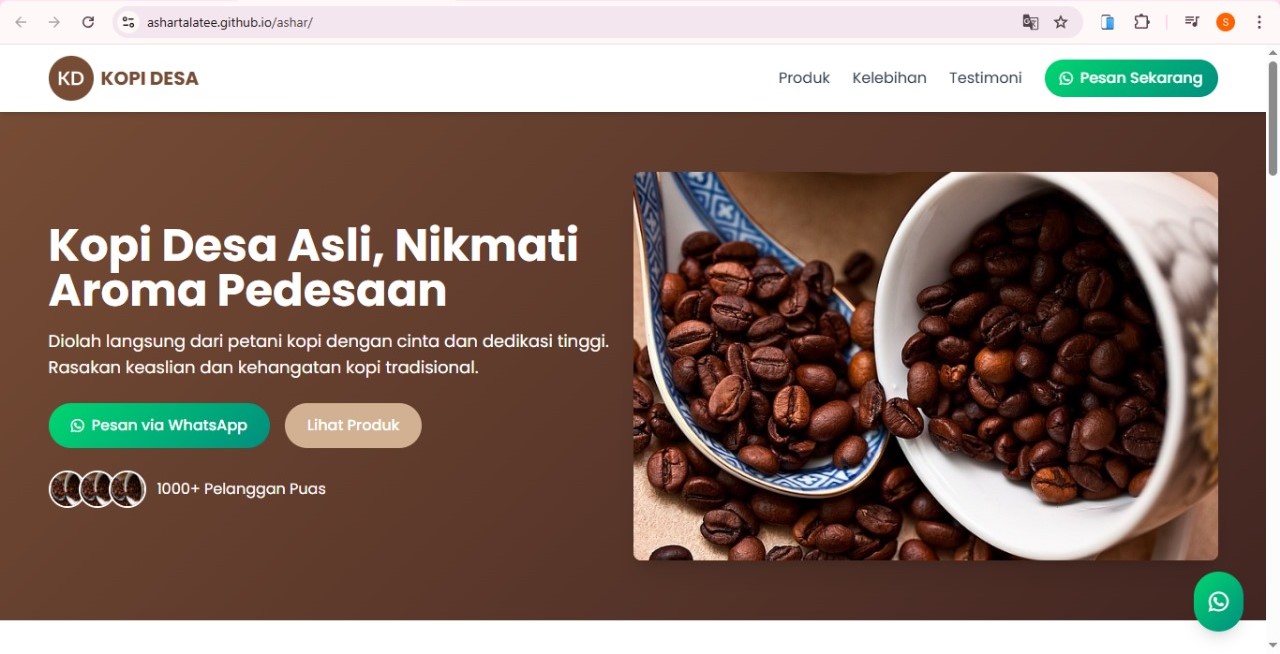 ashartalatee.github.io/ashar/
S
KD KOPI DESA
Produk Kelebihan Testimoni Pesan Sekarang
Kopi Desa Asli, Nikmati
Aroma Pedesaan
Diolah langsung dari petani kopi dengan cinta dan dedikasi tinggi.
Rasakan keaslian dan kehangatan kopi tradisional.
Pesan via WhatsApp Lihat Produk
1000+ Pelanggan Puas